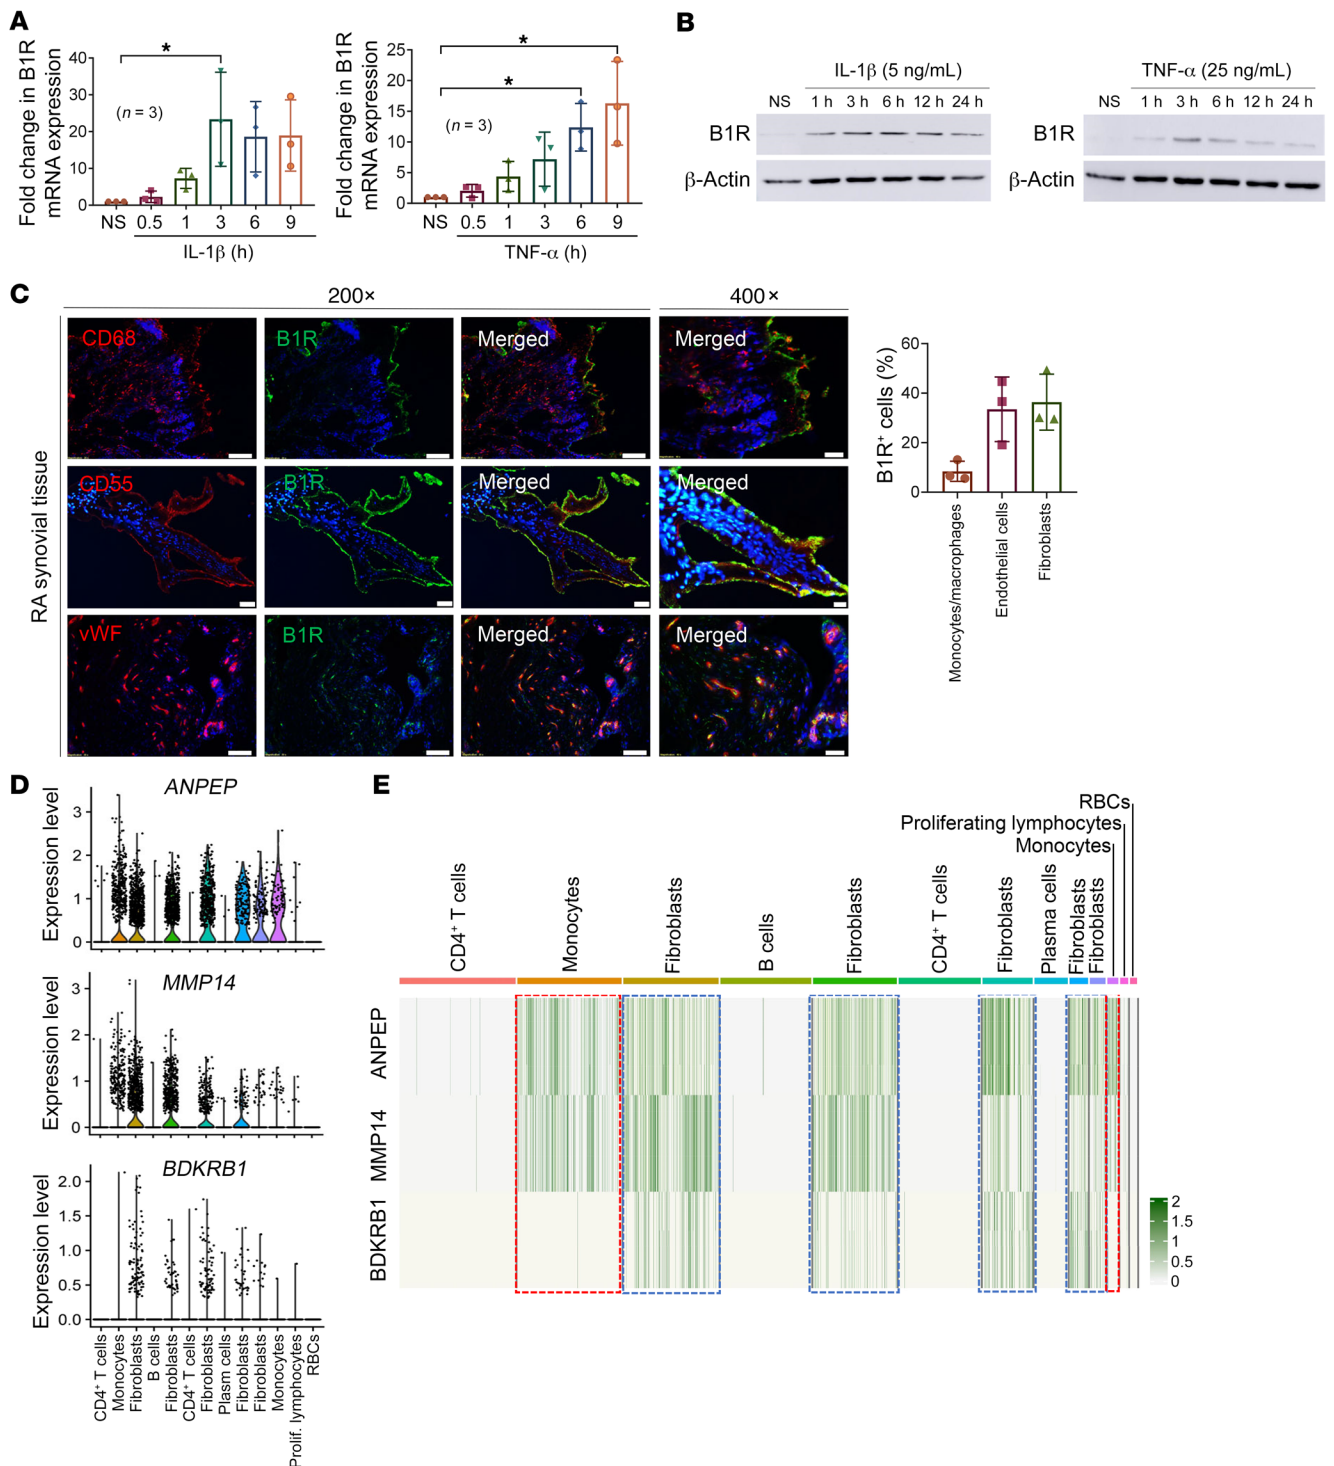 A
Fold change in B1R
mRNA expression
40
30
20
10
0
(n = 3)
*
NS
0.5
1
3
6
9
IL-1β (h)
Fold change in B1R
mRNA expression
25
20
15
10
5
0
(n = 3)
*
*
NS
0.5
1
3
6
9
TNF-α (h)
B
IL-1β (5 ng/mL)
NS 1 h 3 h 6 h 12 h 24 h
B1R
β-Actin
TNF-α (25 ng/mL)
NS 1 h 3 h 6 h 12 h 24 h
B1R
β-Actin
C
200×
400×
RA synovial tissue
CD68
B1R
Merged
Merged
CD55
B1R
Merged
Merged
vWF
B1R
Merged
Merged
B1R⁺ cells (%)
60
40
20
0
Monocytes/macrophages
Endothelial cells
Fibroblasts
D
ANPEP
Expression level
3
2
1
0
MMP14
Expression level
3
2
1
0
BDKRB1
Expression level
2.0
1.5
1.0
0.5
0.0
CD4⁺ T cells
Monocytes
Fibroblasts
B cells
Fibroblasts
CD4⁺ T cells
Fibroblasts
Plasm cells
Fibroblasts
Fibroblasts
Monocytes
Prolif. lymphocytes
RBCs
E
RBCs
Proliferating lymphocytes
Monocytes
CD4⁺ T cells
Monocytes
Fibroblasts
B cells
Fibroblasts
CD4⁺ T cells
Fibroblasts
Plasma cells
Fibroblasts
Fibroblasts
ANPEP
MMP14
BDKRB1
2
1.5
1
0.5
0